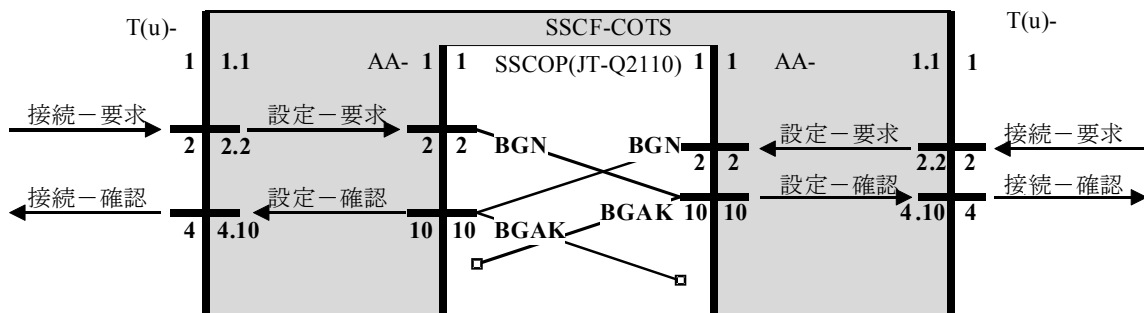 T(u)- SSCF-COTS T(u)-
1 1.1 AA- 1 1 SSCOP(JT-Q2110) 1 1 AA- 1.1 1
接続－要求 設定－要求 設定－要求 接続－要求
2 2.2 2 2 BGN BGN 2 2 2.2 2
接続－確認 設定－確認 設定－確認 接続－確認
4 4.10 10 10 BGAK BGAK 10 10 4.10 4